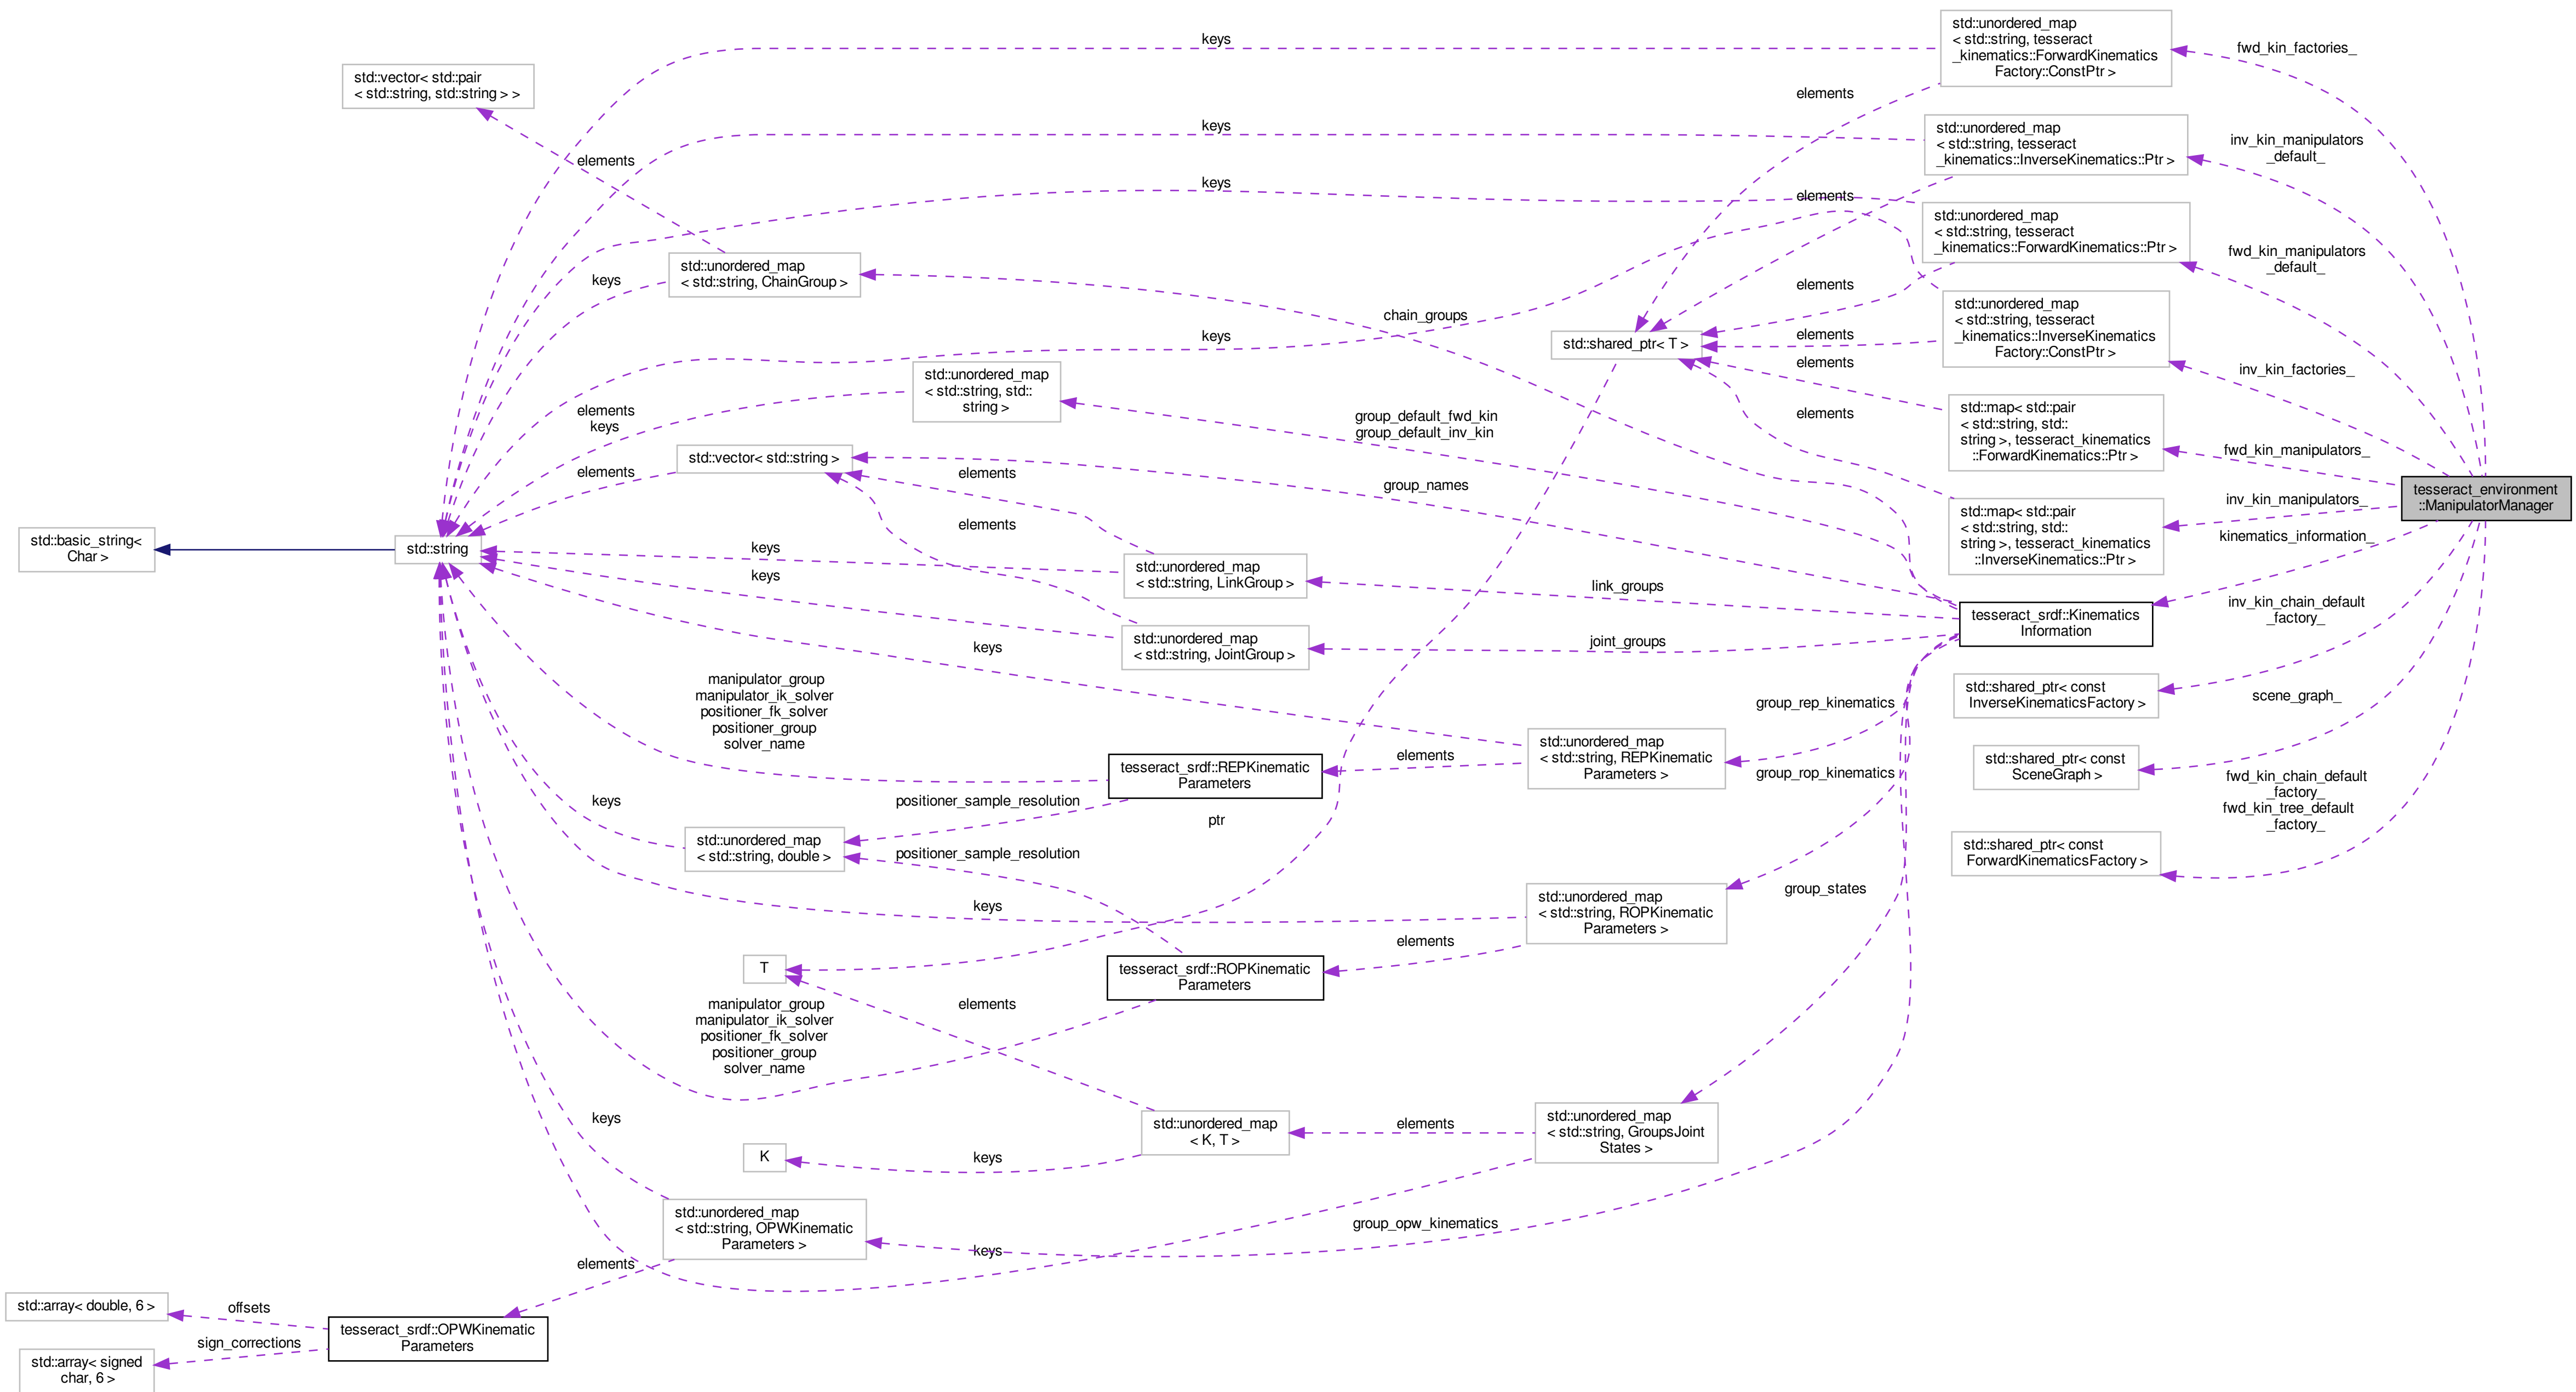 std::unordered_map
< std::string, tesseract
_kinematics::ForwardKinematics
Factory::ConstPtr >
keys
fwd_kin_factories_
std::vector< std::pair
< std::string, std::string > >
elements
std::unordered_map
< std::string, tesseract
_kinematics::InverseKinematics::Ptr >
keys
inv_kin_manipulators
_default_
elements
keys
elements
std::unordered_map
< std::string, tesseract
_kinematics::ForwardKinematics::Ptr >
fwd_kin_manipulators
_default_
std::unordered_map
< std::string, ChainGroup >
keys
elements
chain_groups
std::unordered_map
< std::string, tesseract
_kinematics::InverseKinematics
Factory::ConstPtr >
keys
elements
std::shared_ptr< T >
inv_kin_factories_
elements
std::unordered_map
< std::string, std::
string >
elements
keys
group_default_fwd_kin
group_default_inv_kin
elements
std::map< std::pair
< std::string, std::
string >, tesseract_kinematics
::ForwardKinematics::Ptr >
fwd_kin_manipulators_
std::vector< std::string >
elements
elements
group_names
tesseract_environment
::ManipulatorManager
inv_kin_manipulators_
std::map< std::pair
< std::string, std::
string >, tesseract_kinematics
::InverseKinematics::Ptr >
elements
kinematics_information_
std::basic_string<
Char >
std::string
keys
keys
std::unordered_map
< std::string, LinkGroup >
link_groups
tesseract_srdf::Kinematics
Information
inv_kin_chain_default
_factory_
std::unordered_map
< std::string, JointGroup >
joint_groups
keys
manipulator_group
manipulator_ik_solver
positioner_fk_solver
positioner_group
solver_name
group_rep_kinematics
std::shared_ptr< const
InverseKinematicsFactory >
scene_graph_
tesseract_srdf::REPKinematic
Parameters
elements
std::unordered_map
< std::string, REPKinematic
Parameters >
group_rop_kinematics
std::shared_ptr< const
SceneGraph >
fwd_kin_chain_default
_factory_
fwd_kin_tree_default
_factory_
keys
positioner_sample_resolution
ptr
std::unordered_map
< std::string, double >
positioner_sample_resolution
std::shared_ptr< const
ForwardKinematicsFactory >
group_states
keys
std::unordered_map
< std::string, ROPKinematic
Parameters >
elements
T
tesseract_srdf::ROPKinematic
Parameters
manipulator_group
manipulator_ik_solver
positioner_fk_solver
positioner_group
solver_name
elements
keys
std::unordered_map
< K, T >
elements
std::unordered_map
< std::string, GroupsJoint
States >
K
keys
std::unordered_map
< std::string, OPWKinematic
Parameters >
group_opw_kinematics
keys
elements
std::array< double, 6 >
offsets
tesseract_srdf::OPWKinematic
Parameters
sign_corrections
std::array< signed
char, 6 >